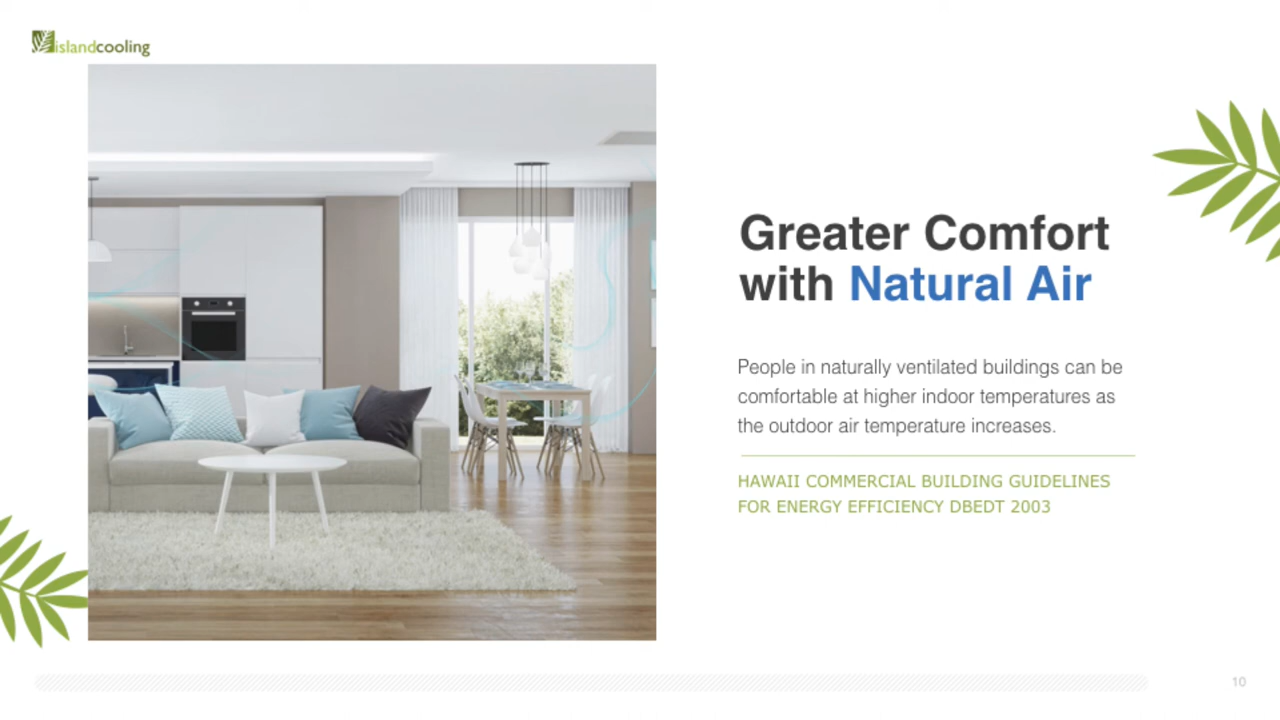 islandcooling
Greater Comfort
with Natural Air
People in naturally ventilated buildings can be
comfortable at higher indoor temperatures as
the outdoor air temperature increases.
HAWAII COMMERCIAL BUILDING GUIDELINES
FOR ENERGY EFFICIENCY DBEDT 2003
10